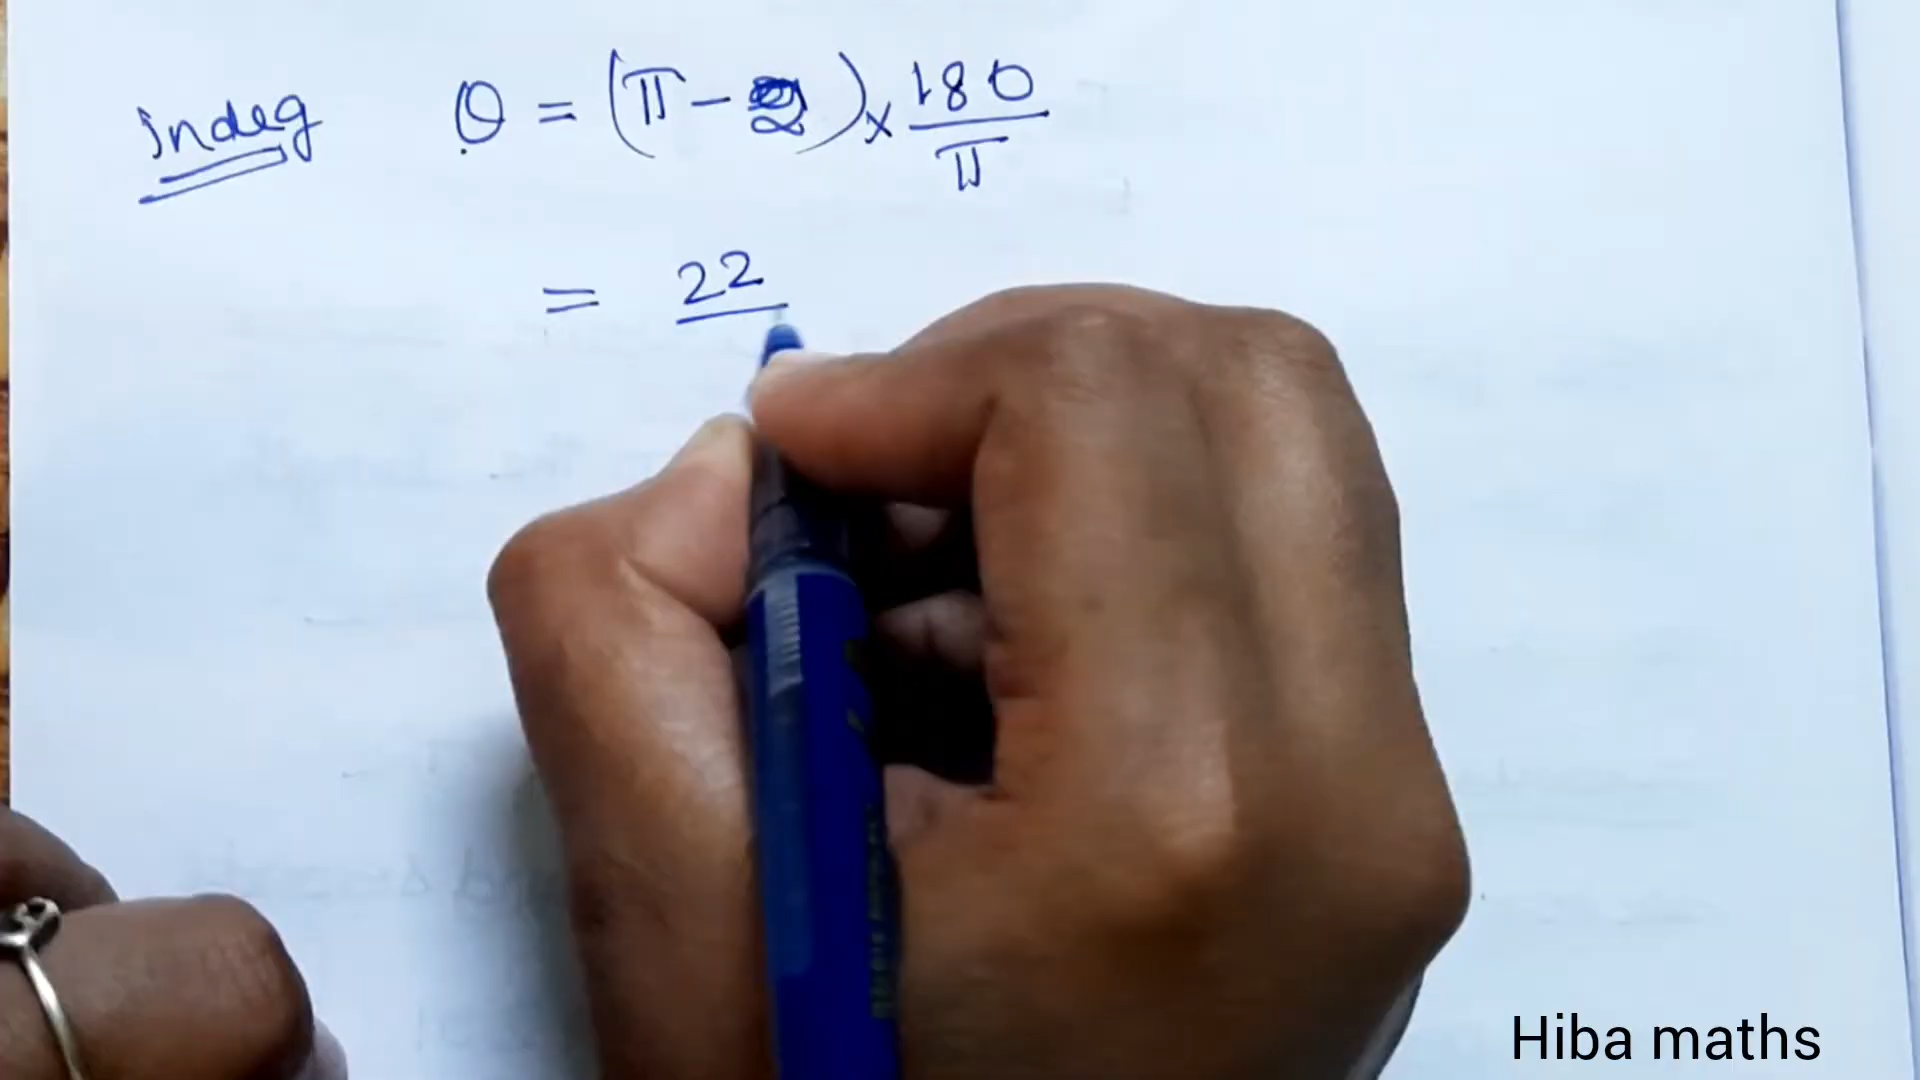 indeg θ = (π - 2) × 180/π
= 22
Hiba maths